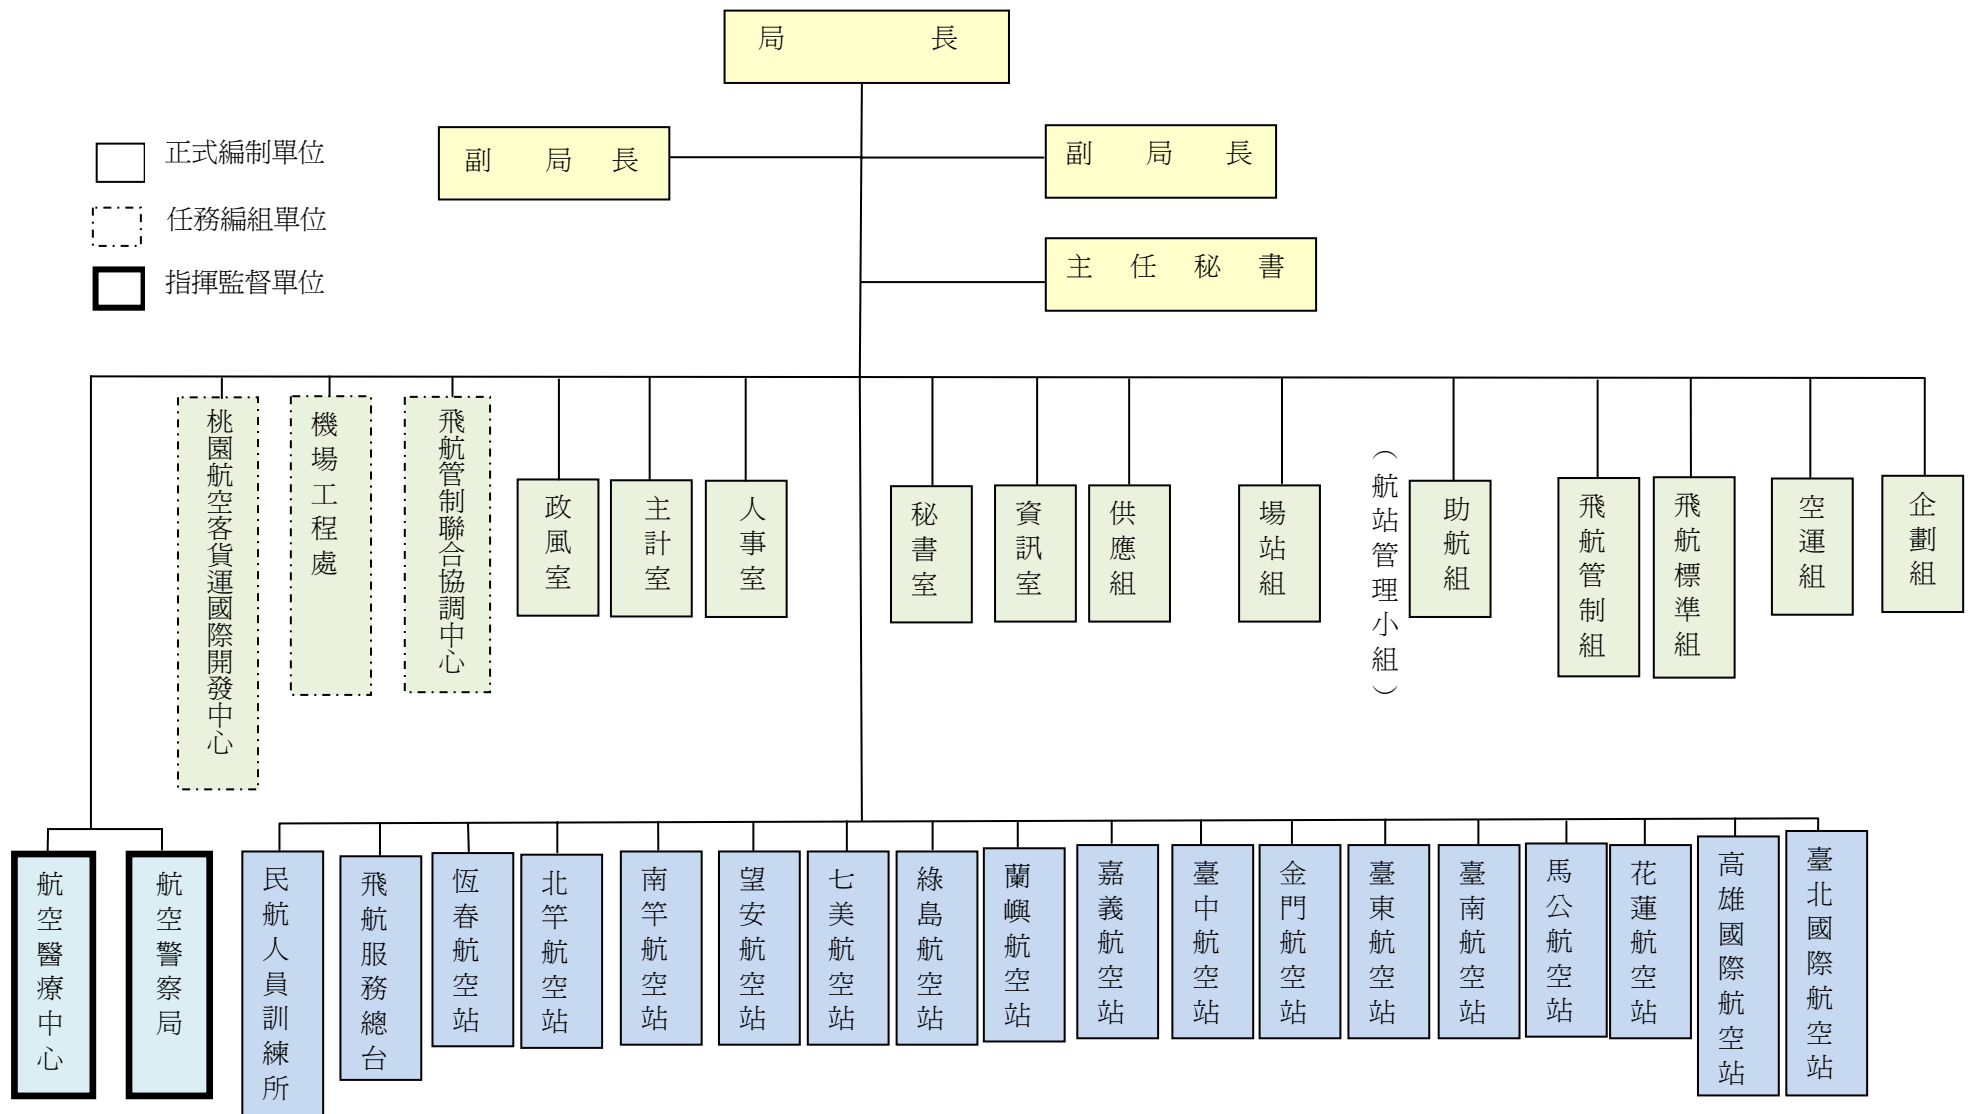 局長
副局長
副局長
主任秘書
正式編制單位
任務編組單位
指揮監督單位
桃園航空客貨運國際開發中心
機場工程處
飛航管制聯合協調中心
政風室
主計室
人事室
秘書室
資訊室
供應組
場站組
（航站管理小組）
助航組
飛航管制組
飛航標準組
空運組
企劃組
航空醫療中心
航空警察局
民航人員訓練所
飛航服務總台
恆春航空站
北竿航空站
南竿航空站
望安航空站
七美航空站
綠島航空站
蘭嶼航空站
嘉義航空站
臺中航空站
金門航空站
臺東航空站
臺南航空站
馬公航空站
花蓮航空站
高雄國際航空站
臺北國際航空站